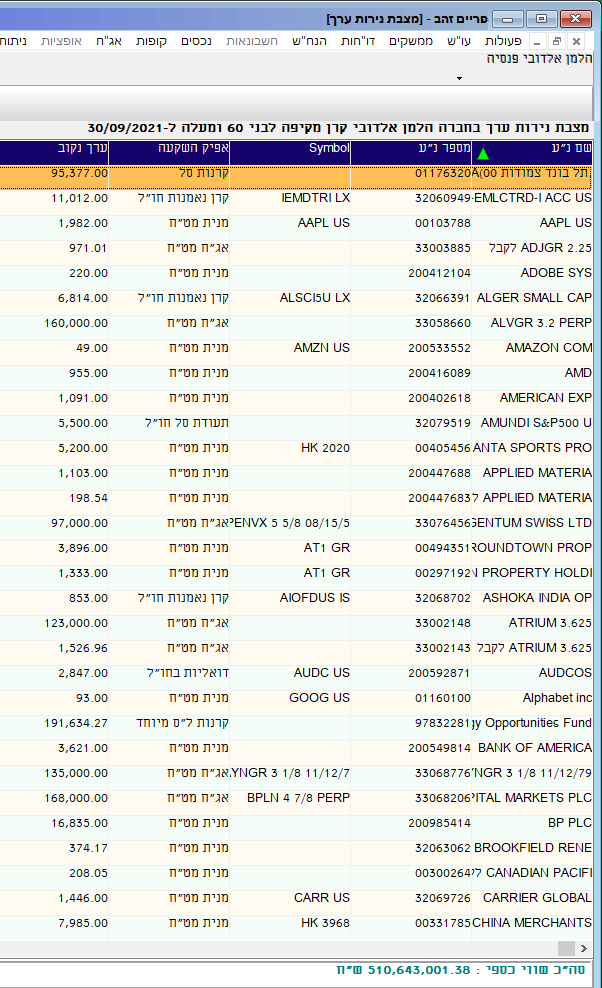 פריים זהב - [מצבת נירות ערך]
פעולות עו"ש ממשקים דו"חות הנח"ש נכסים קופות אג"ח חשבונאות אופציות ניתוח
הלמן אלדובי פנסיה
מצבת נירות ערך בחברה הלמן אלדובי קרן מקיפה לבני 60 ומעלה ל-30/09/2021
שם ני"ע מספר ני"ע Symbol אפיק השקעה ערך נקוב
תל בונד צמודות 00)A 01176320 קרנות סל 95,377.00
EMLCTRD-I ACC US 32060949 IEMDTRI LX קרן נאמנות חו"ל 11,012.00
AAPL US 00103788 AAPL US מנית מט"ח 1,982.00
ADJGR 2.25 לקבל 33003885 אג"ח מט"ח 971.01
ADOBE SYS 200412104 מנית מט"ח 220.00
ALGER SMALL CAP 32066391 ALSCI5U LX קרן נאמנות חו"ל 6,814.00
ALVGR 3.2 PERP 33058660 אג"ח מט"ח 160,000.00
AMAZON COM 200533552 AMZN US מנית מט"ח 49.00
AMD 200416089 מנית מט"ח 955.00
AMERICAN EXP 200402618 מנית מט"ח 1,091.00
AMUNDI S&P500 U 32079519 תעודת סל חו"ל 5,500.00
ANTA SPORTS PRO 00405456 HK 2020 מנית מט"ח 5,200.00
APPLIED MATERIA 200447688 מנית מט"ח 1,103.00
APPLIED MATERIA ל 200447683 מנית מט"ח 198.54
GENTUM SWISS LTD 33076456 PENVX 5 5/8 08/15/5 אג"ח מט"ח 97,000.00
ROUNDTOWN PROP 00494351 AT1 GR מנית מט"ח 3,896.00
N PROPERTY HOLDI 00297192 AT1 GR מנית מט"ח 1,333.00
ASHOKA INDIA OP 32068702 AIOFDUS IS קרן נאמנות חו"ל 853.00
ATRIUM 3.625 33002148 אג"ח מט"ח 123,000.00
ATRIUM 3.625 לקבל 33002143 אג"ח מט"ח 1,526.96
AUDCOS 200592871 AUDC US דואליות בחו"ל 2,847.00
Alphabet inc 01160100 GOOG US מנית מט"ח 93.00
gy Opportunities Fund 97832281 קרנות ל"ס מיוחד 191,634.27
BANK OF AMERICA 200549814 מנית מט"ח 3,621.00
YNGR 3 1/8 11/12/79 33068776 YNGR 3 1/8 11/12/7 אג"ח מט"ח 135,000.00
PITAL MARKETS PLC 33068206 BPLN 4 7/8 PERP אג"ח מט"ח 168,000.00
BP PLC 200985414 מנית מט"ח 16,835.00
BROOKFIELD RENE 32063062 מנית מט"ח 374.17
CANADIAN PACIFI ל 00300264 מנית מט"ח 208.05
CARRIER GLOBAL 32069726 CARR US מנית מט"ח 1,446.00
CHINA MERCHANTS 00331785 HK 3968 מנית מט"ח 7,985.00
סה"כ שווי כספי : 510,643,001.38 ש"ח